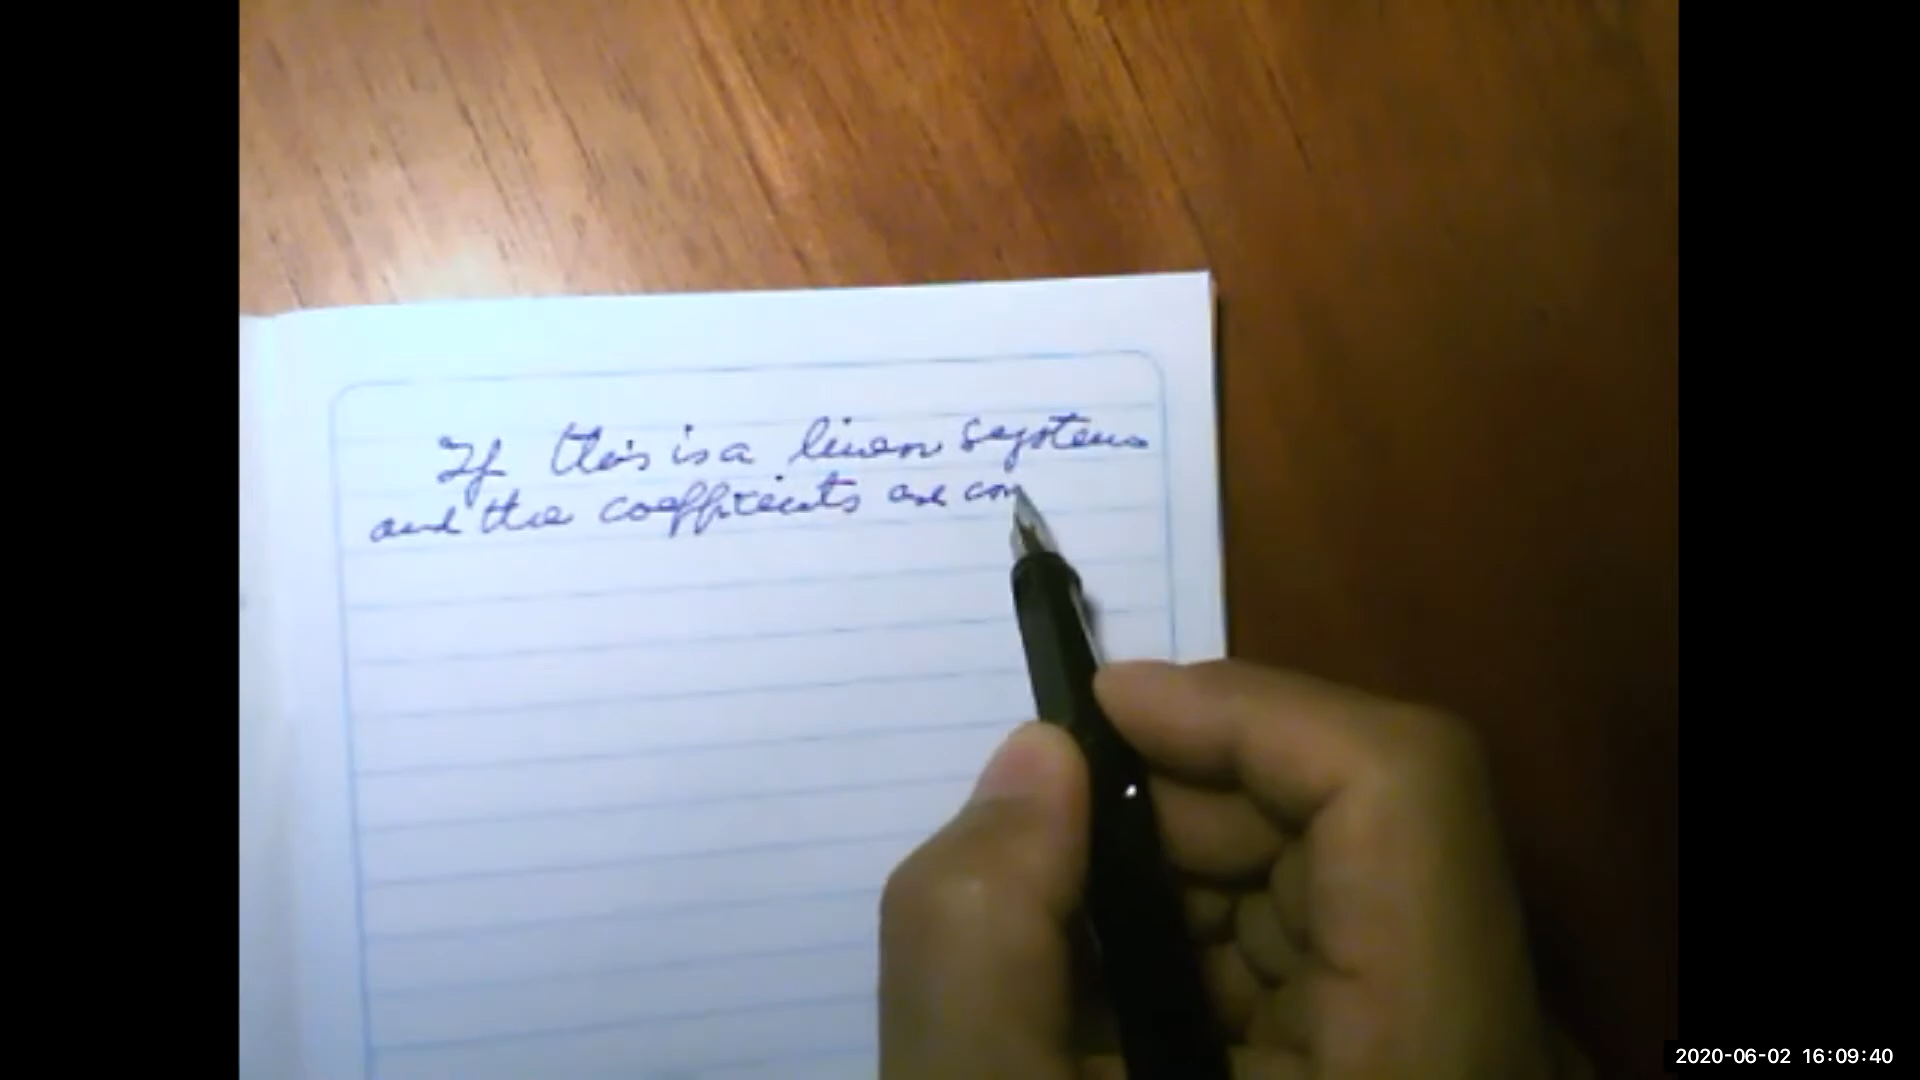 If this is a linear system
and the coefficients are con
2020-06-02 16:09:40